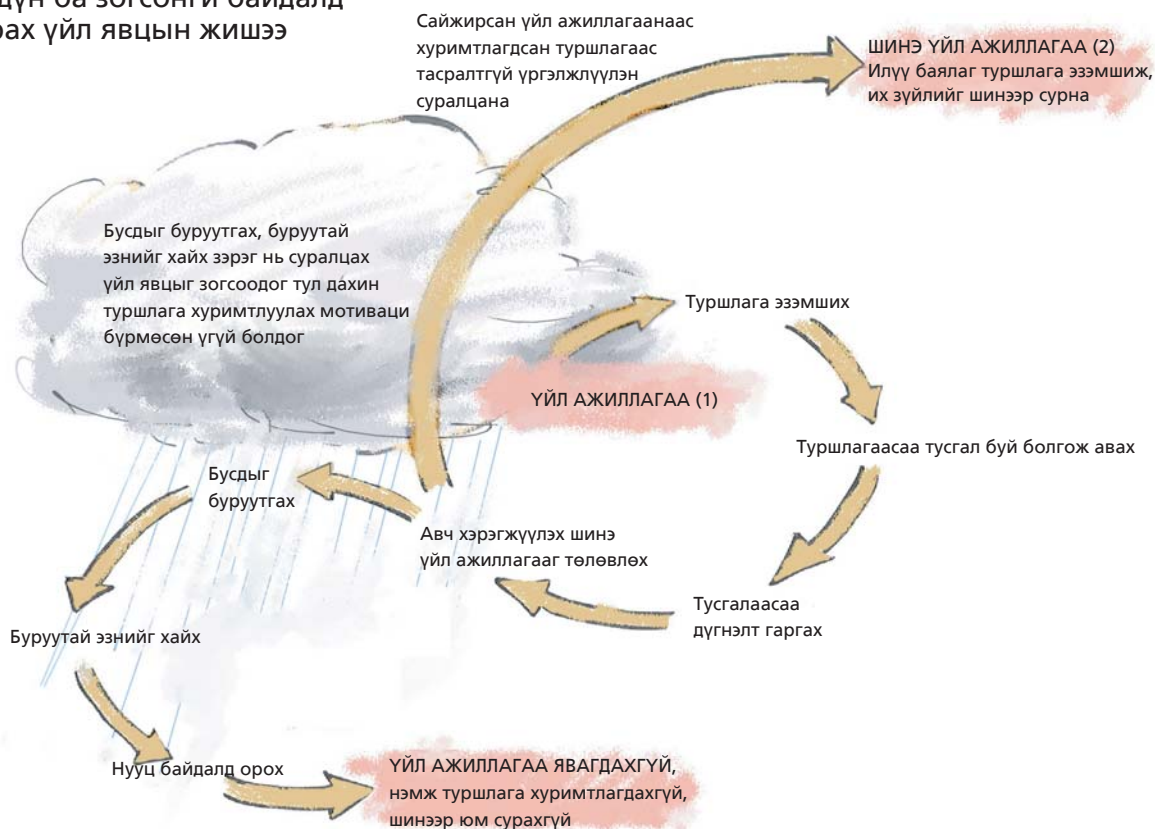 ба зогсонги байдалд
үйл явцын жишээ
Сайжирсан үйл ажиллагаанаас
хуримтлагдсан туршлагаас
тасралтгүй үргэлжлүүлэн
суралцана
ШИНЭ ҮЙЛ АЖИЛЛАГАА (2)
Илүү баялаг туршлага эзэмшиж,
их зүйлийг шинээр сурна
Бусдыг буруутгах, буруутай
эзнийг хайх зэрэг нь суралцах
үйл явцыг зогсоодог тул дахин
туршлага хуримтлуулах мотиваци
бүрмөсөн үгүй болдог
Туршлага эзэмших
ҮЙЛ АЖИЛЛАГАА (1)
Туршлагаасаа тусгал буй болгож авах
Бусдыг
буруутгах
Авч хэрэгжүүлэх шинэ
үйл ажиллагааг төлөвлөх
Тусгалаасаа
дүгнэлт гаргах
Буруутай эзнийг хайх
Нууц байдалд орох
ҮЙЛ АЖИЛЛАГАА ЯВАГДАХГҮЙ,
нэмж туршлага хуримтлагдахгүй,
шинээр юм сурахгүй